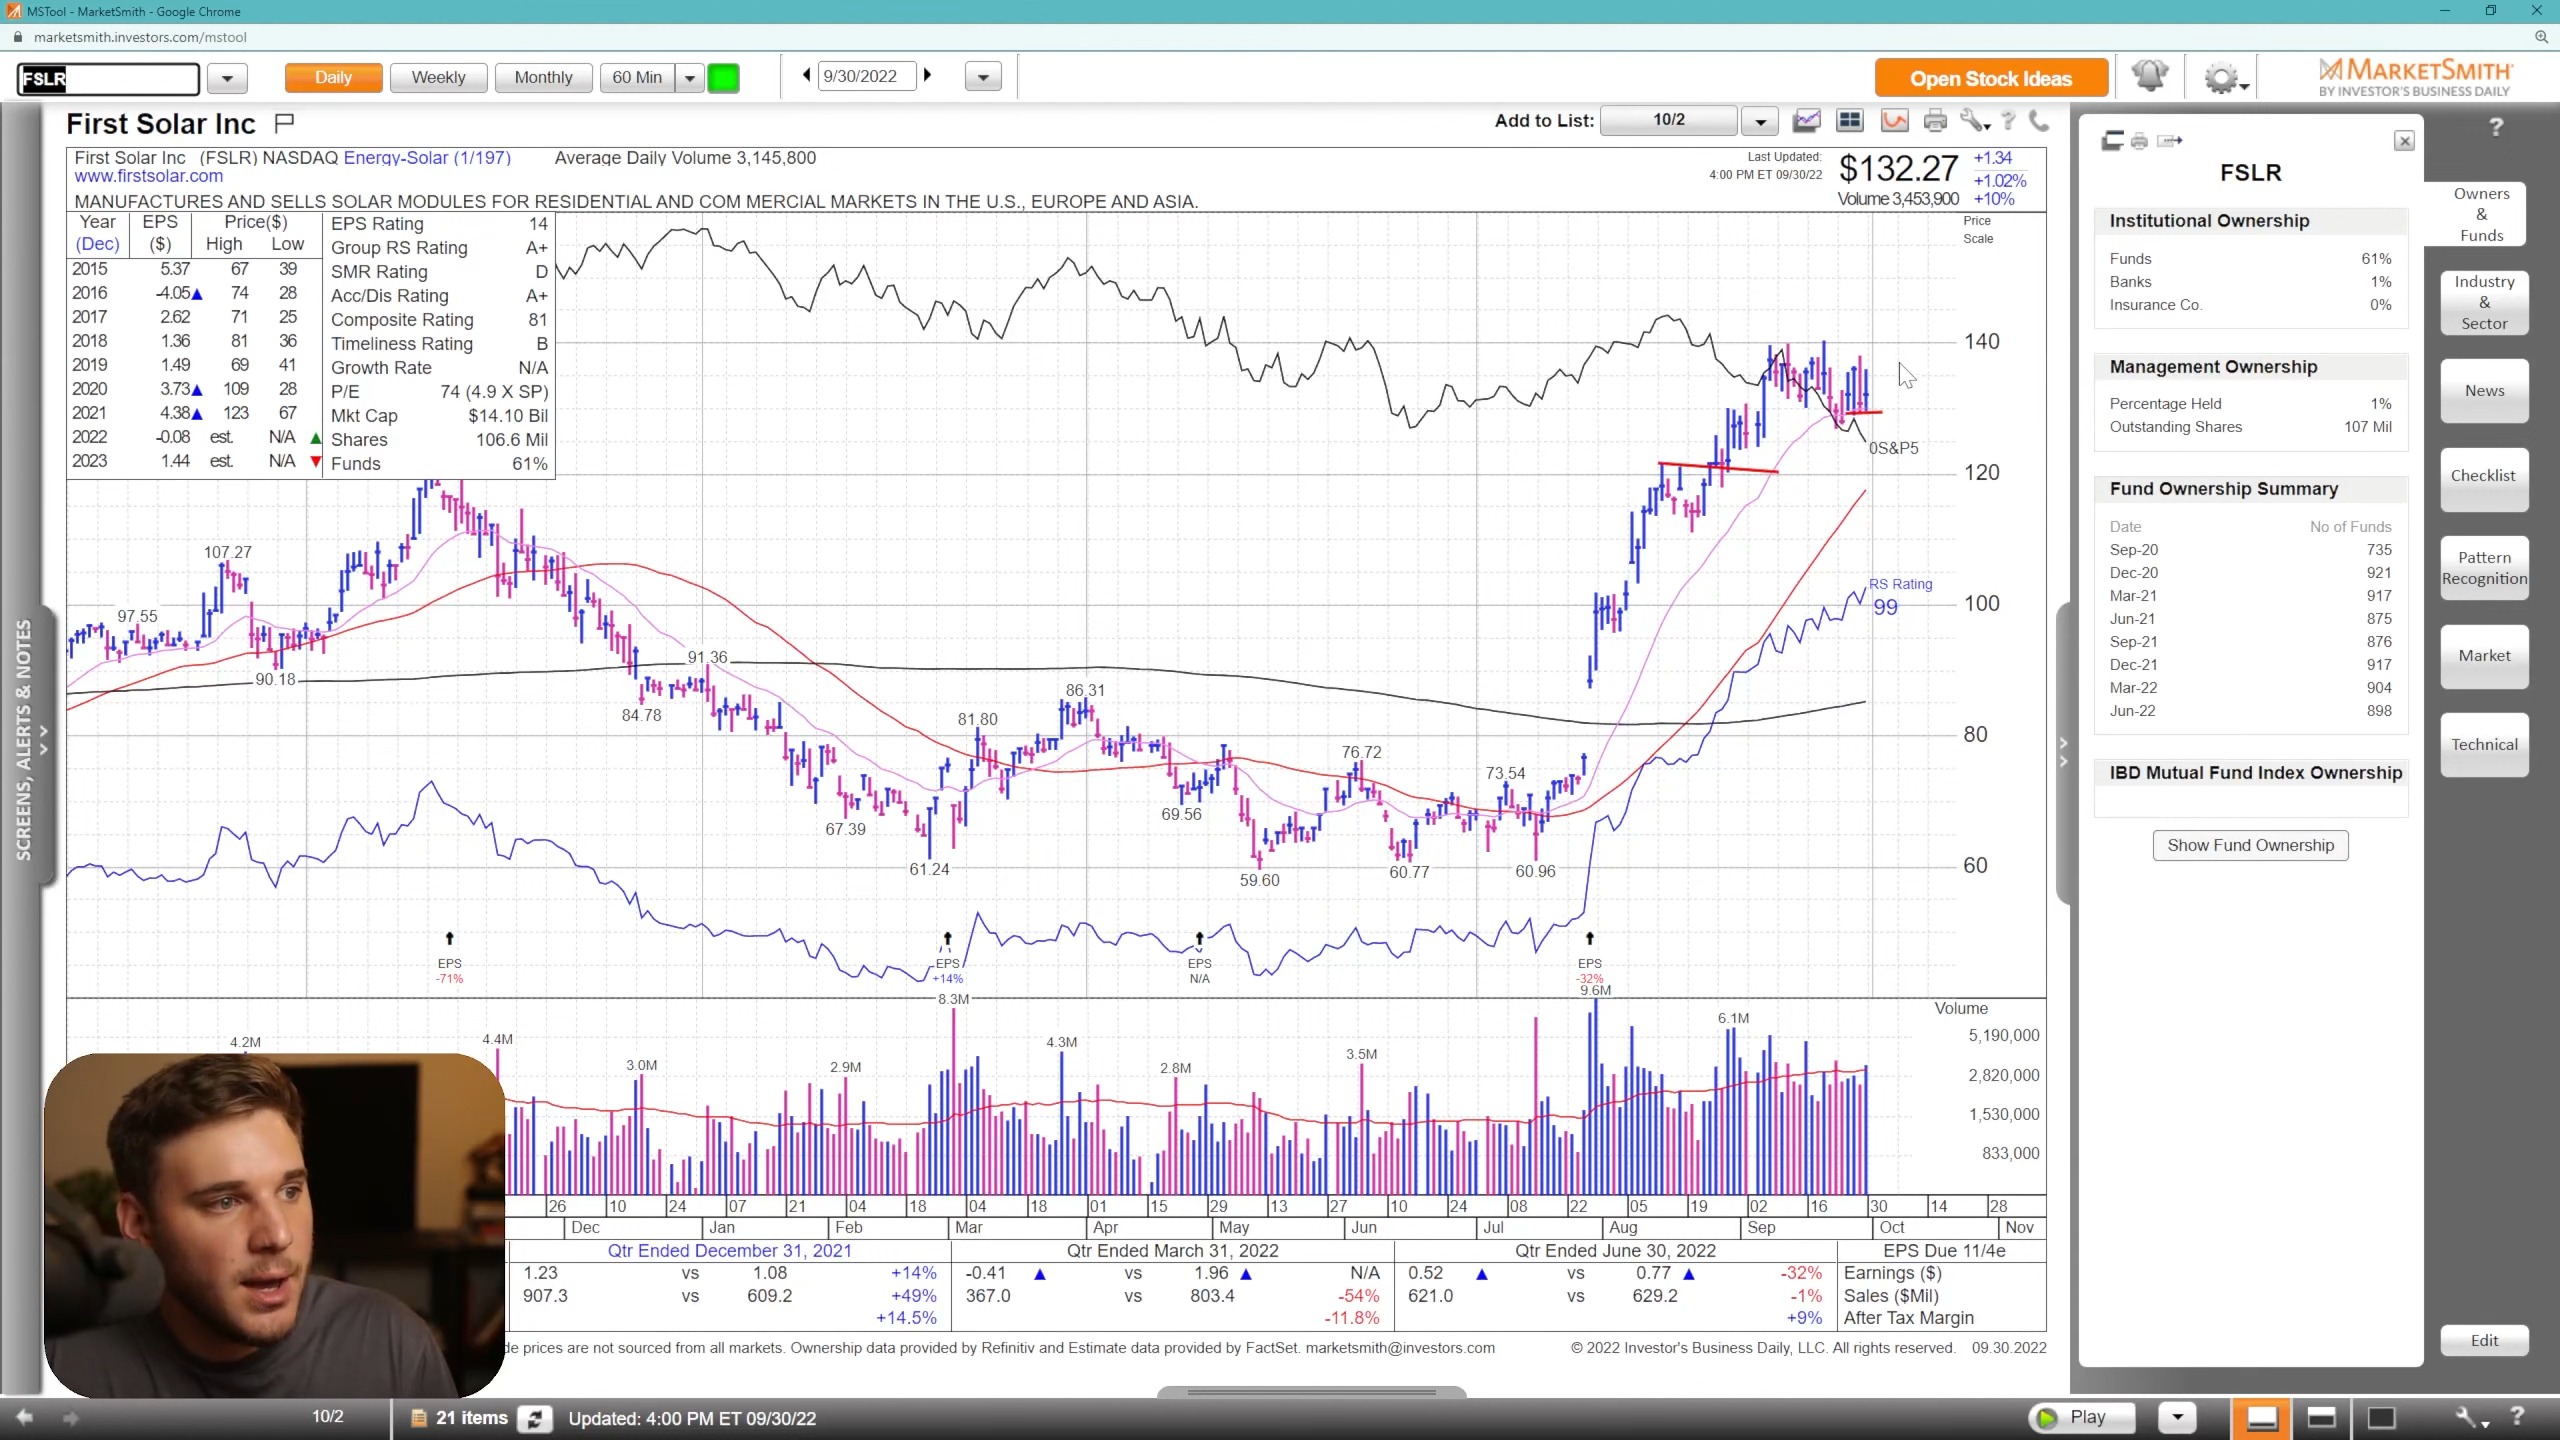 MSTool - MarketSmith - Google Chrome
marketsmith.investors.com/mstool
FSLR
Daily
Weekly
Monthly
60 Min
9/30/2022
Open Stock Ideas
MARKETSMITH
BY INVESTOR'S BUSINESS DAILY
First Solar Inc
Add to List:
10/2
First Solar Inc (FSLR) NASDAQ Energy-Solar (1/197) Average Daily Volume 3,145,800
www.firstsolar.com
MANUFACTURES AND SELLS SOLAR MODULES FOR RESIDENTIAL AND COM MERCIAL MARKETS IN THE U.S., EUROPE AND ASIA.
Last Updated:
4:00 PM ET 09/30/22
$132.27
+1.34
+1.02%
Volume 3,453,900 +10%
Year EPS Price($)
(Dec) ($) High Low
2015 5.37 67 39
2016 -4.05 74 28
2017 2.62 71 25
2018 1.36 81 36
2019 1.49 69 41
2020 3.73 109 28
2021 4.38 123 67
2022 -0.08 est. N/A
2023 1.44 est. N/A
EPS Rating 14
Group RS Rating A+
SMR Rating D
Acc/Dis Rating A+
Composite Rating 81
Timeliness Rating B
Growth Rate N/A
P/E 74 (4.9 X SP)
Mkt Cap $14.10 Bil
Shares 106.6 Mil
Funds 61%
Price
Scale
140
120
100
80
60
0S&P5
RS Rating
99
107.27
97.55
90.18
91.36
84.78
86.31
81.80
76.72
73.54
69.56
67.39
61.24
59.60
60.77
60.96
EPS
-71%
EPS
+14%
EPS
N/A
EPS
-32%
8.3M
9.6M
Volume
5,190,000
2,820,000
1,530,000
833,000
4.2M
4.4M
3.0M
2.9M
4.3M
2.8M
3.5M
6.1M
26 10 24 07 21 04 18 04 18 01 15 29 13 27 10 24 08 22 05 19 02 16 30 14 28
Dec Jan Feb Mar Apr May Jun Jul Aug Sep Oct Nov
Qtr Ended December 31, 2021 Qtr Ended March 31, 2022 Qtr Ended June 30, 2022 EPS Due 11/4e
1.23 vs 1.08 +14% -0.41 vs 1.96 N/A 0.52 vs 0.77 -32% Earnings ($)
907.3 vs 609.2 +49% 367.0 vs 803.4 -54% 621.0 vs 629.2 -1% Sales ($Mil)
+14.5% -11.8% +9% After Tax Margin
prices are not sourced from all markets. Ownership data provided by Refinitiv and Estimate data provided by FactSet. marketsmith@investors.com © 2022 Investor's Business Daily, LLC. All rights reserved. 09.30.2022
SCREENS, ALERTS & NOTES
FSLR
Institutional Ownership
Funds 61%
Banks 1%
Insurance Co. 0%
Management Ownership
Percentage Held 1%
Outstanding Shares 107 Mil
Fund Ownership Summary
Date No of Funds
Sep-20 735
Dec-20 921
Mar-21 917
Jun-21 875
Sep-21 876
Dec-21 917
Mar-22 904
Jun-22 898
IBD Mutual Fund Index Ownership
Show Fund Ownership
?
Owners
&
Funds
Industry
&
Sector
News
Checklist
Pattern
Recognition
Market
Technical
Edit
10/2
21 items
Updated: 4:00 PM ET 09/30/22
Play
?